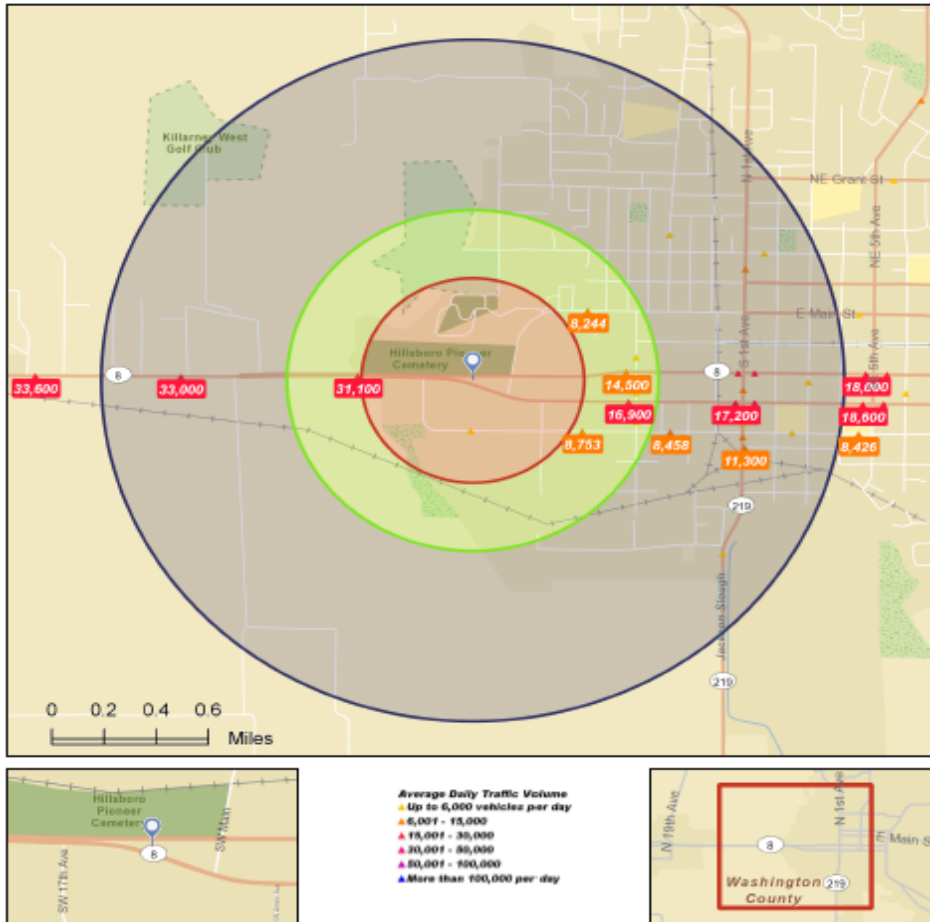 Killarney West
Golf Club
N 1st Ave
NE Grant St
NE 5th Ave
8,244
E Main St
Hillsboro Pioneer
Cemetery
S 1st Ave
8
8
33,600
33,000
31,100
14,500
18,000
16,900
17,200
18,600
8,753
8,458
11,300
8,426
219
Jackson Slough
219
0 0.2 0.4 0.6
Miles
Hillsboro
Pioneer
Cemetery
8
SW 17th Ave
Average Daily Traffic Volume
Up to 6,000 vehicles per day
6,001 - 15,000
15,001 - 30,000
30,001 - 50,000
50,001 - 100,000
More than 100,000 per day
N 19th Ave
N 1st Ave
8
E Main S
Washington
County
219